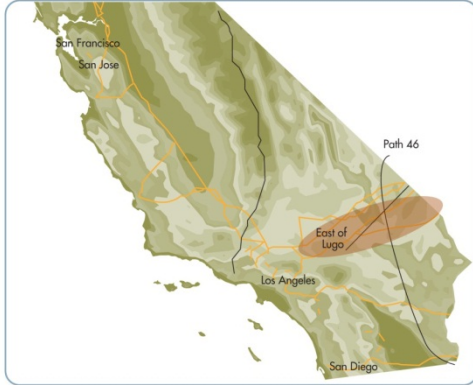 San Francisco
San Jose
Path 46
East of
Lugo
Los Angeles
San Diego